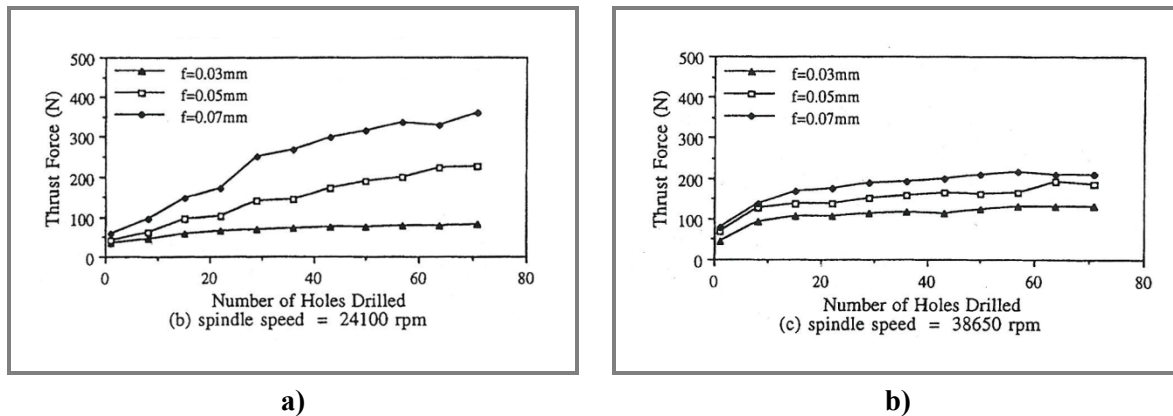 500
400
300
200
100
0
Thrust Force (N)
f=0.03mm
f=0.05mm
f=0.07mm
0 20 40 60 80
Number of Holes Drilled
(b) spindle speed = 24100 rpm
a)
500
400
300
200
100
0
Thrust Force (N)
f=0.03mm
f=0.05mm
f=0.07mm
0 20 40 60 80
Number of Holes Drilled
(c) spindle speed = 38650 rpm
b)